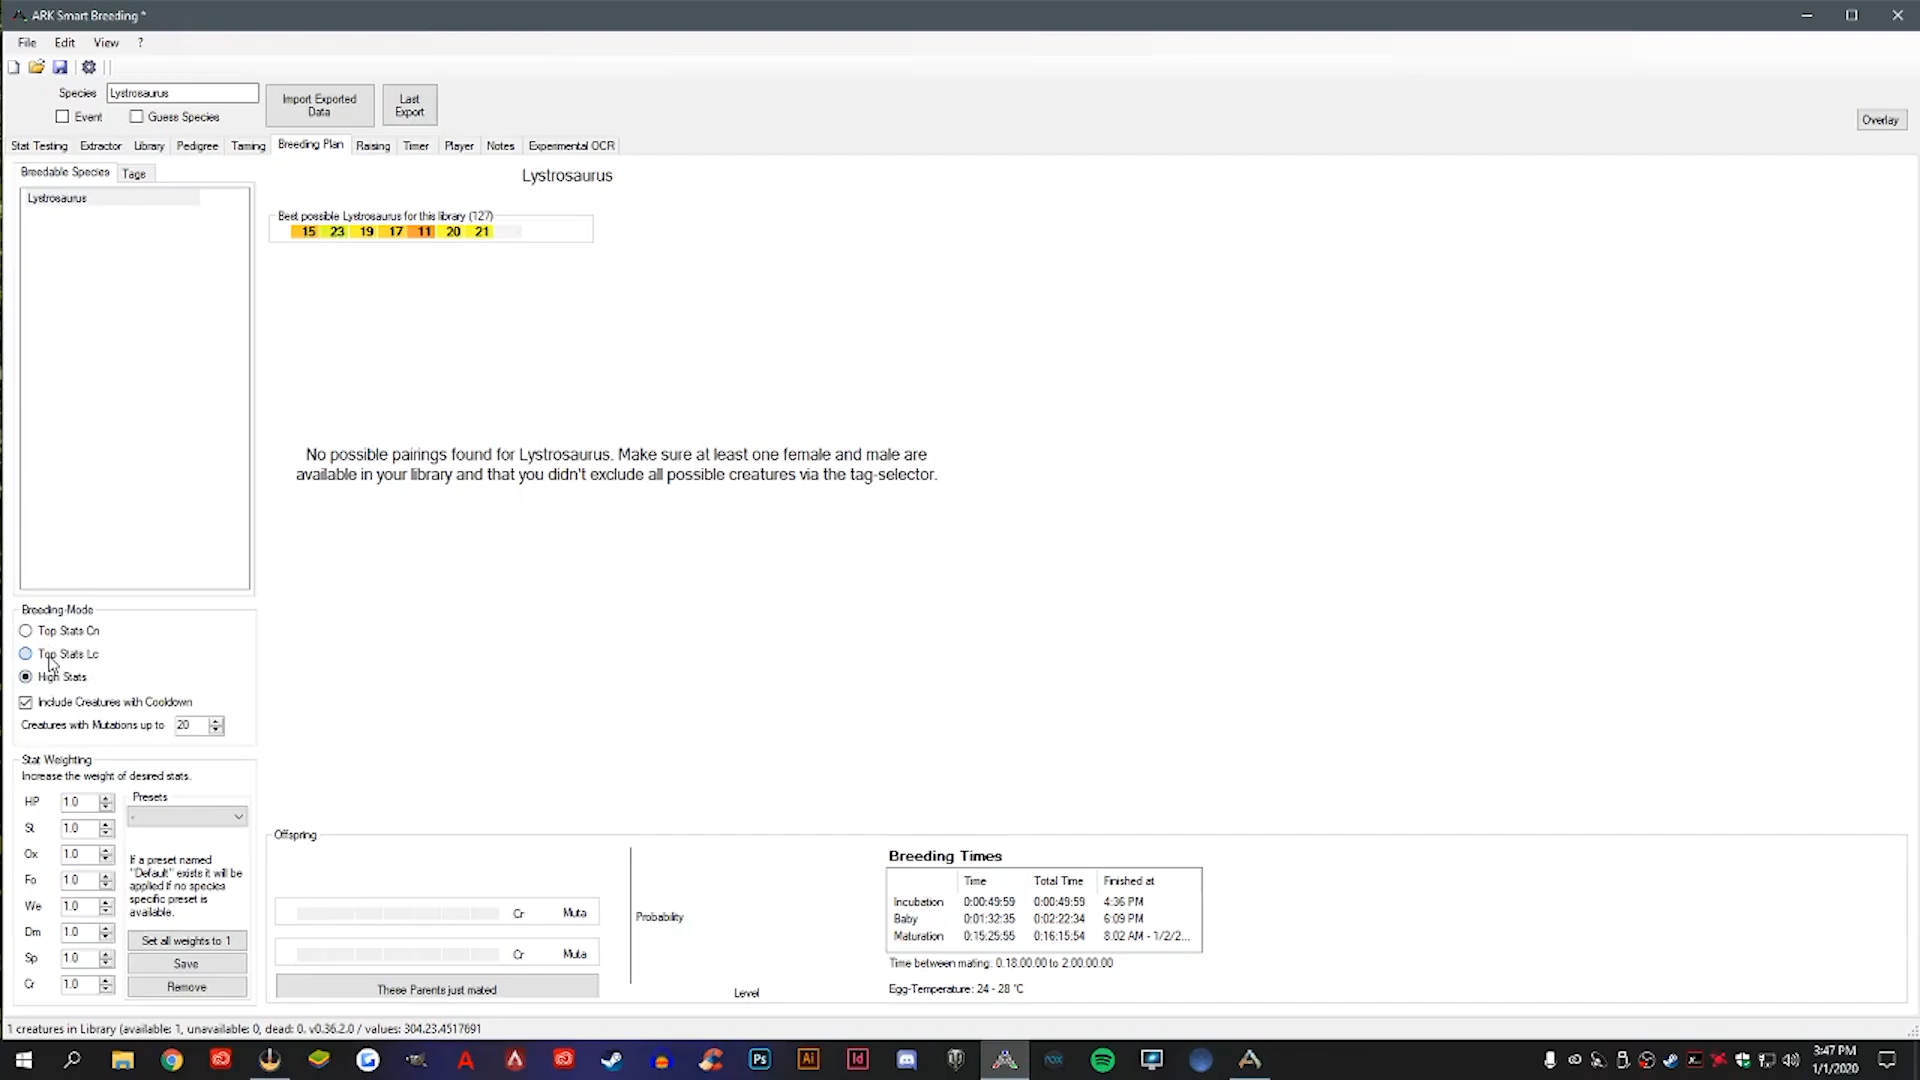 ARK Smart Breeding *
File Edit View ?
Species Lystrosaurus
Event Guess Species
Import Exported
Data
Last
Export
Overlay
Stat Testing Extractor Library Pedigree Taming Breeding Plan Raising Timer Player Notes Experimental OCR
Breedable Species Tags
Lystrosaurus
Lystrosaurus
Best possible Lystrosaurus for this library (127)
15 23 19 17 11 20 21
No possible pairings found for Lystrosaurus. Make sure at least one female and male are
available in your library and that you didn't exclude all possible creatures via the tag-selector.
Breeding-Mode
Top Stats Cn
Top Stats Lc
High Stats
Include Creatures with Cooldown
Creatures with Mutations up to 20
Stat Weighting
Increase the weight of desired stats.
HP 1.0
St 1.0
Ox 1.0
Fo 1.0
We 1.0
Dm 1.0
Sp 1.0
Cr 1.0
Presets
-
If a preset named
"Default" exists it will be
applied if no species
specific preset is
available.
Set all weights to 1
Save
Remove
Offspring
Cr Muta
Cr Muta
These Parents just mated
Probability
Level
Breeding Times
Time Total Time Finished at
Incubation 0:00:49:59 0:00:49:59 4:36 PM
Baby 0:01:32:35 0:02:22:34 6:09 PM
Maturation 0:15:25:55 0:16:15:54 8:02 AM - 1/2/2...
Time between mating: 0.18.00.00 to 2.00.00.00
Egg-Temperature: 24 - 28 °C
1 creatures in Library (available: 1, unavailable: 0, dead: 0. v0.36.2.0 / values: 304.23.4517691
Ps Ai Id
3:47 PM
1/1/2020